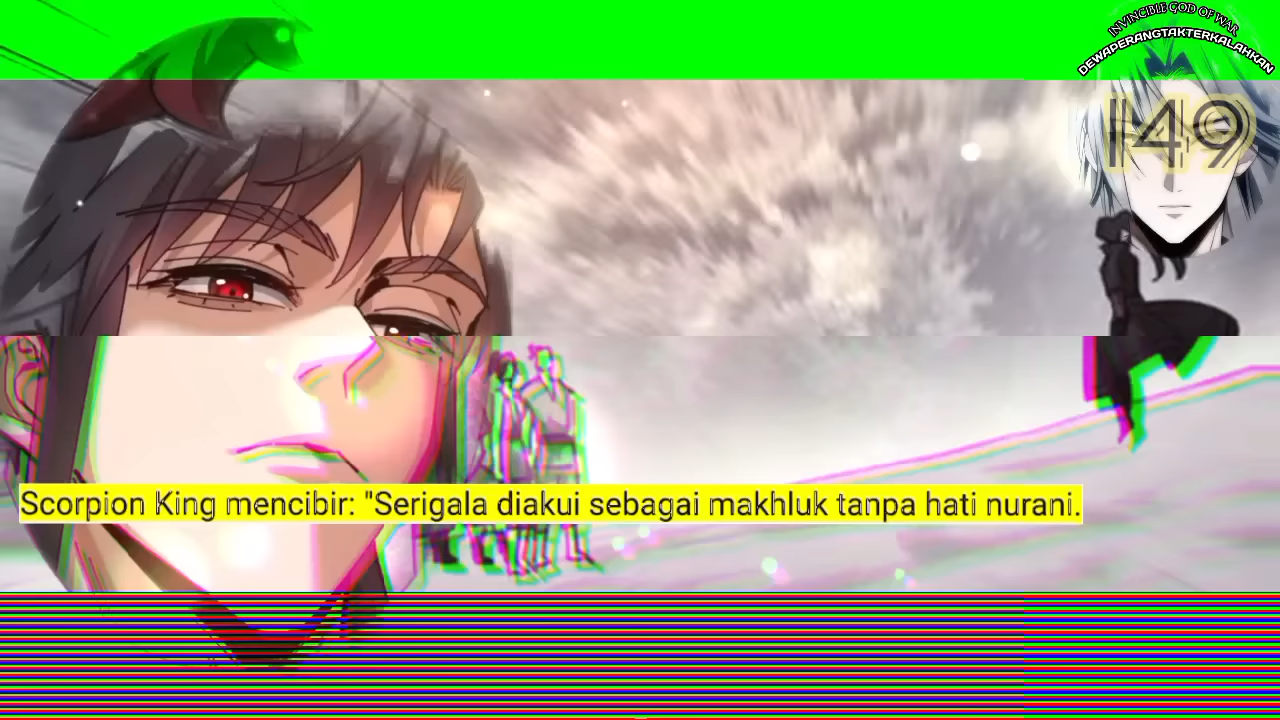 INVINCIBLE GOD OF WAR
DEWAPERANGTAKTERKALAHKAN
149
Scorpion King mencibir: "Serigala diakui sebagai makhluk tanpa hati nurani.